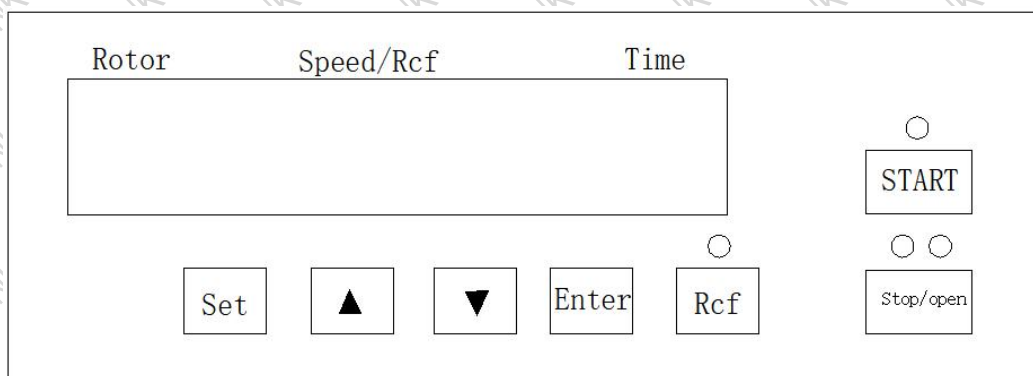 Rotor Speed/Rcf Time
START
Set ▲ ▼ Enter Rcf Stop/open